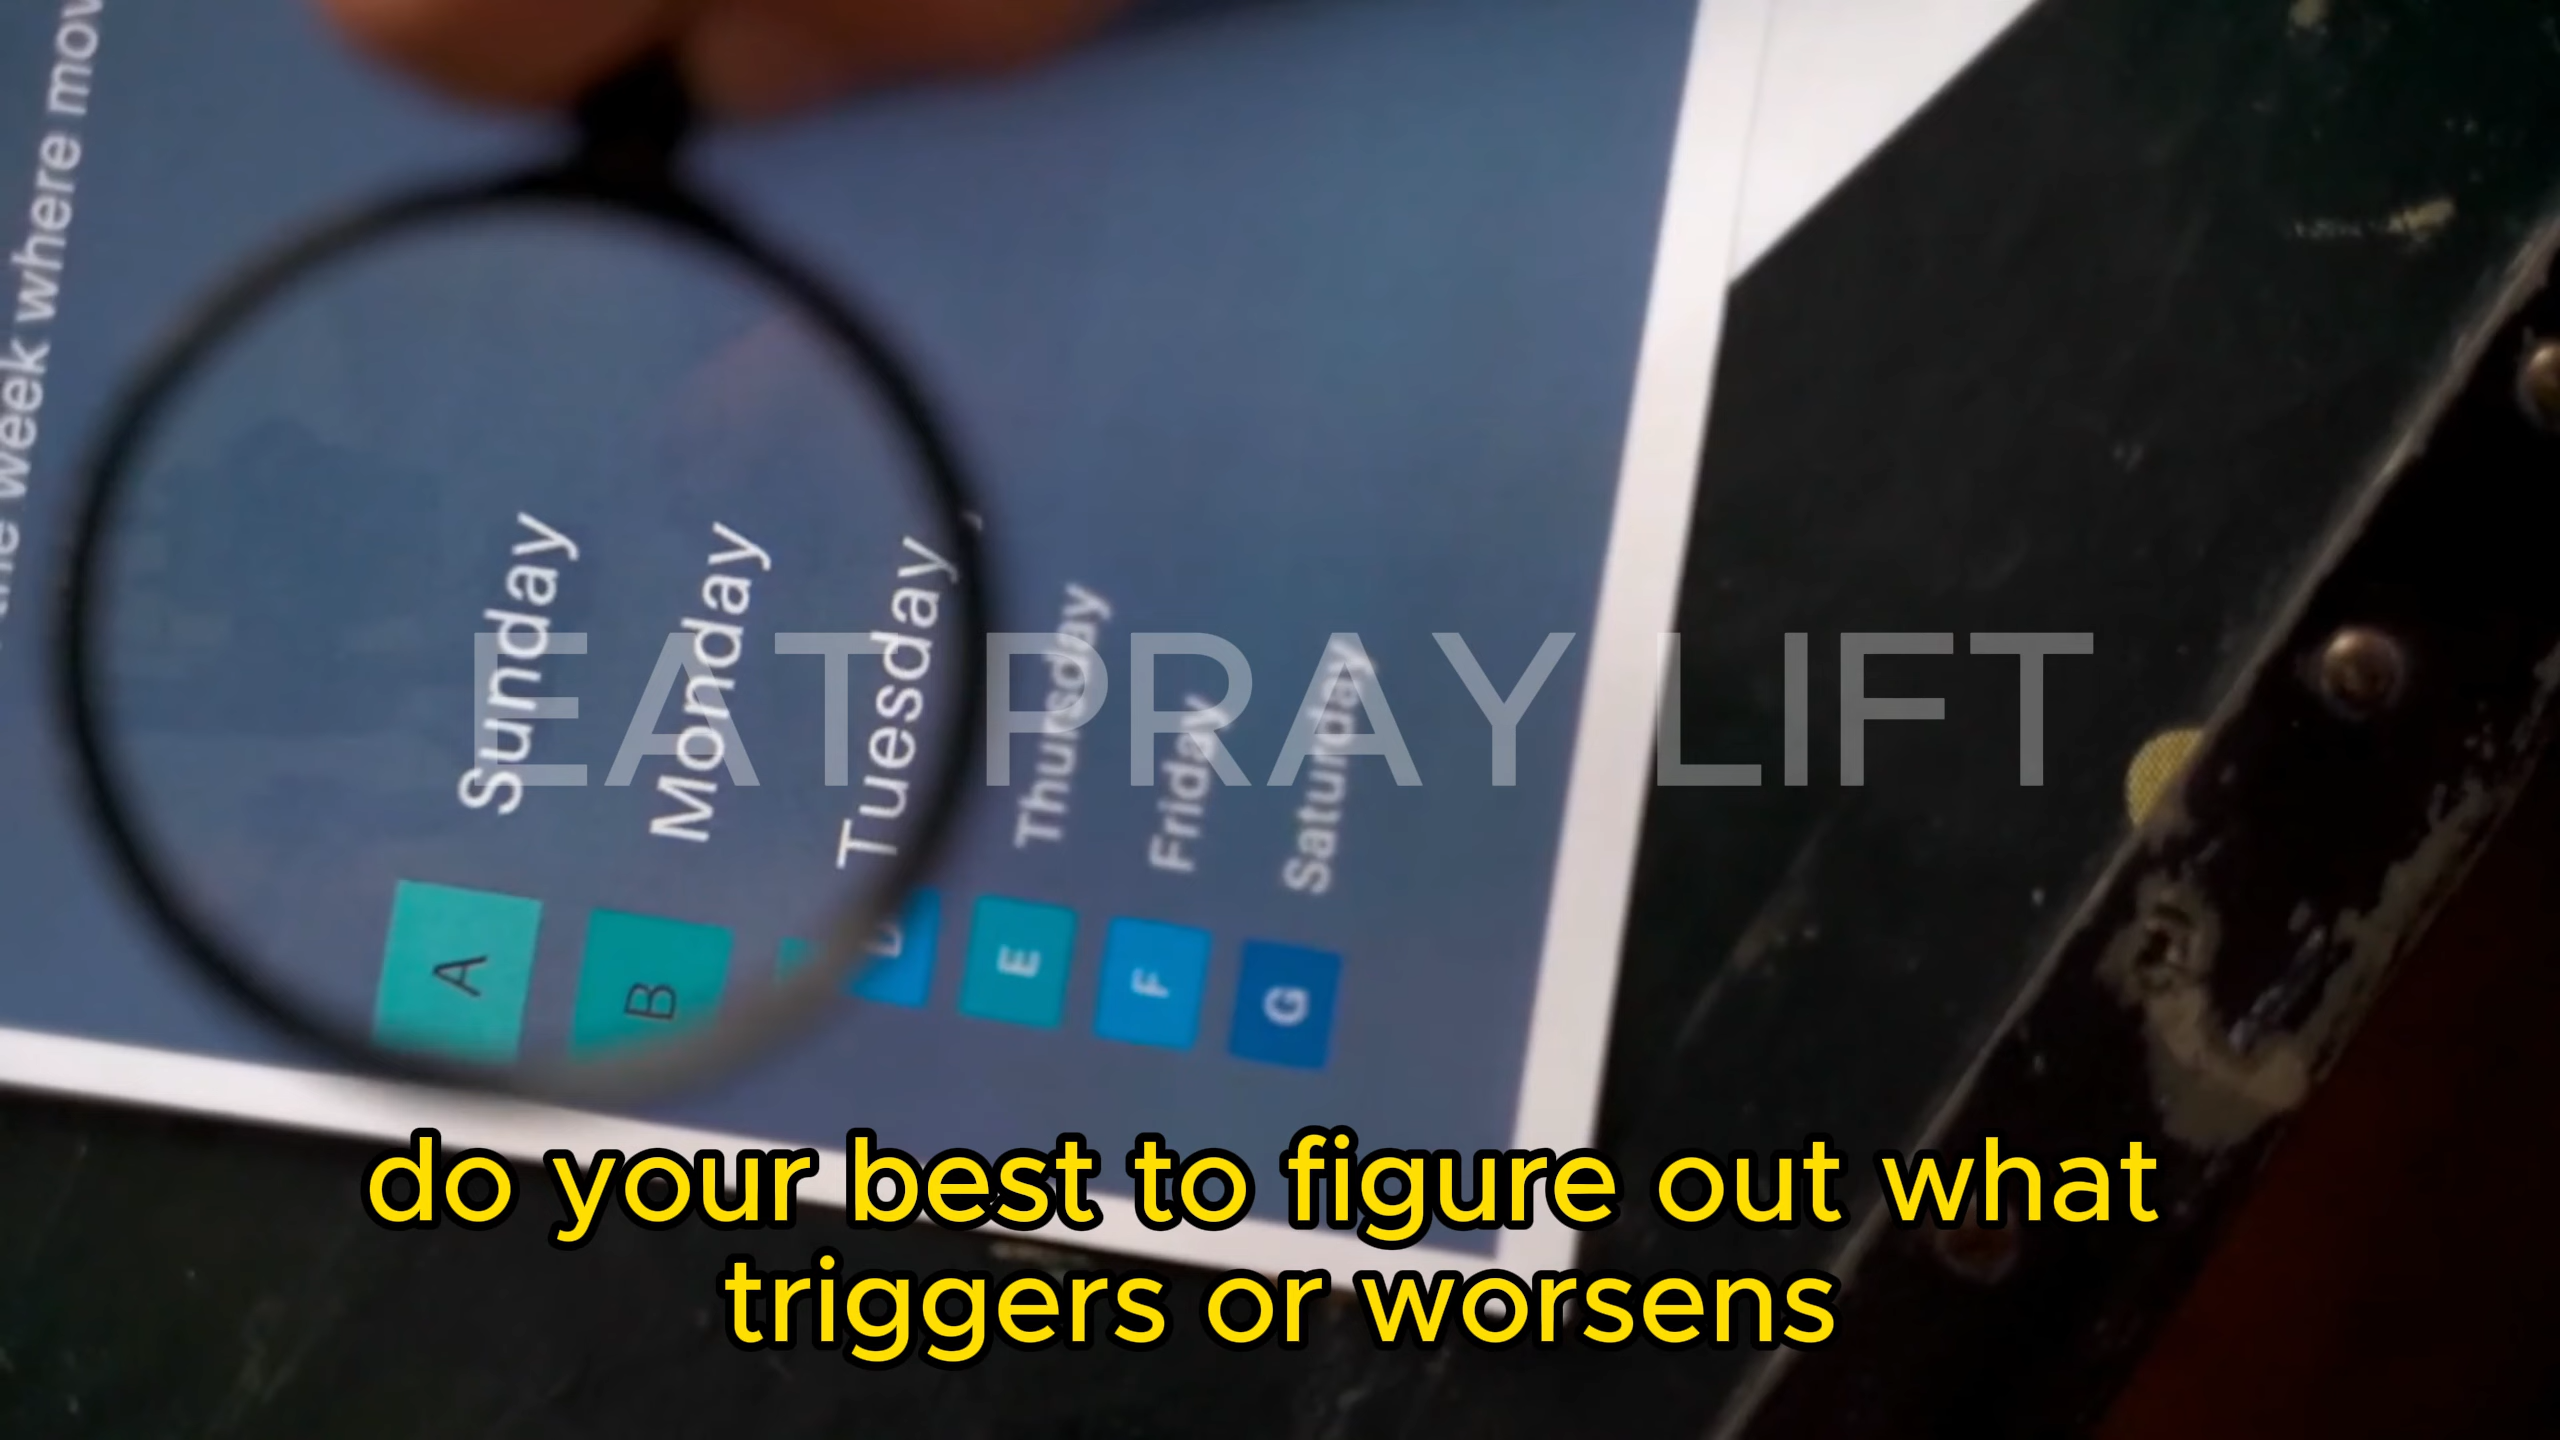 the week where mov
Sunday
Monday
Tuesday
Thursday
Friday
Saturday
A
B
E
F
G
EAT PRAY LIFT
do your best to figure out what
triggers or worsens